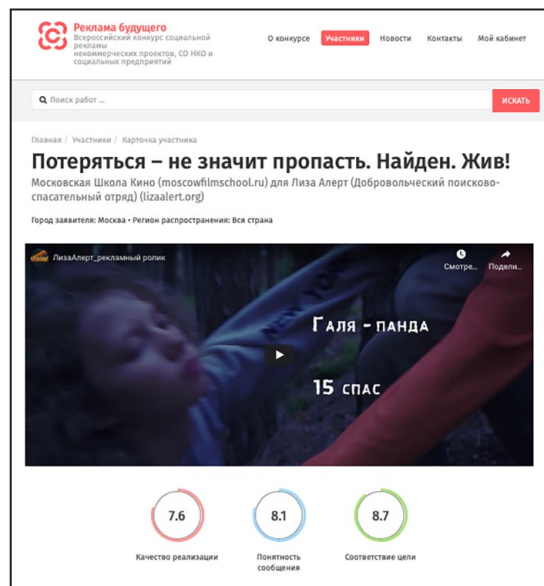 Реклама будущего
Всероссийский конкурс социальной
рекламы
некоммерческих проектов, СО НКО и
социальных предприятий
О конкурсе Участники Новости Контакты Мой кабинет
Поиск работ ...
ИСКАТЬ
Главная / Участники / Карточка участника
Потеряться – не значит пропасть. Найден. Жив!
Московская Школа Кино (moscowfilmschool.ru) для Лиза Алерт (Добровольческий поисково-
спасательный отряд) (lizaalert.org)
Город заявителя: Москва • Регион распространения: Вся страна
ЛизаАлерт_рекламный ролик
Смотре... Подели...
NEW YORK
Галя - панда
15 спас
7.6 8.1 8.7
Качество реализации Понятность Соответствие цели
сообщения